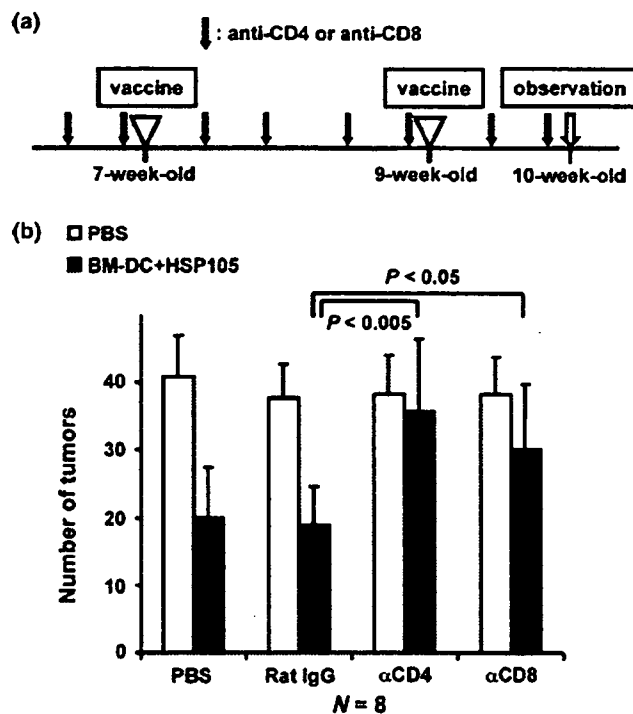 (a)
: anti-CD4 or anti-CD8
vaccine vaccine observation
7-week-old 9-week-old 10-week-old
(b)
PBS
BM-DC+HSP105
P < 0.05
P < 0.005
Number of tumors
40
30
20
10
0
PBS Rat IgG αCD4 αCD8
N = 8